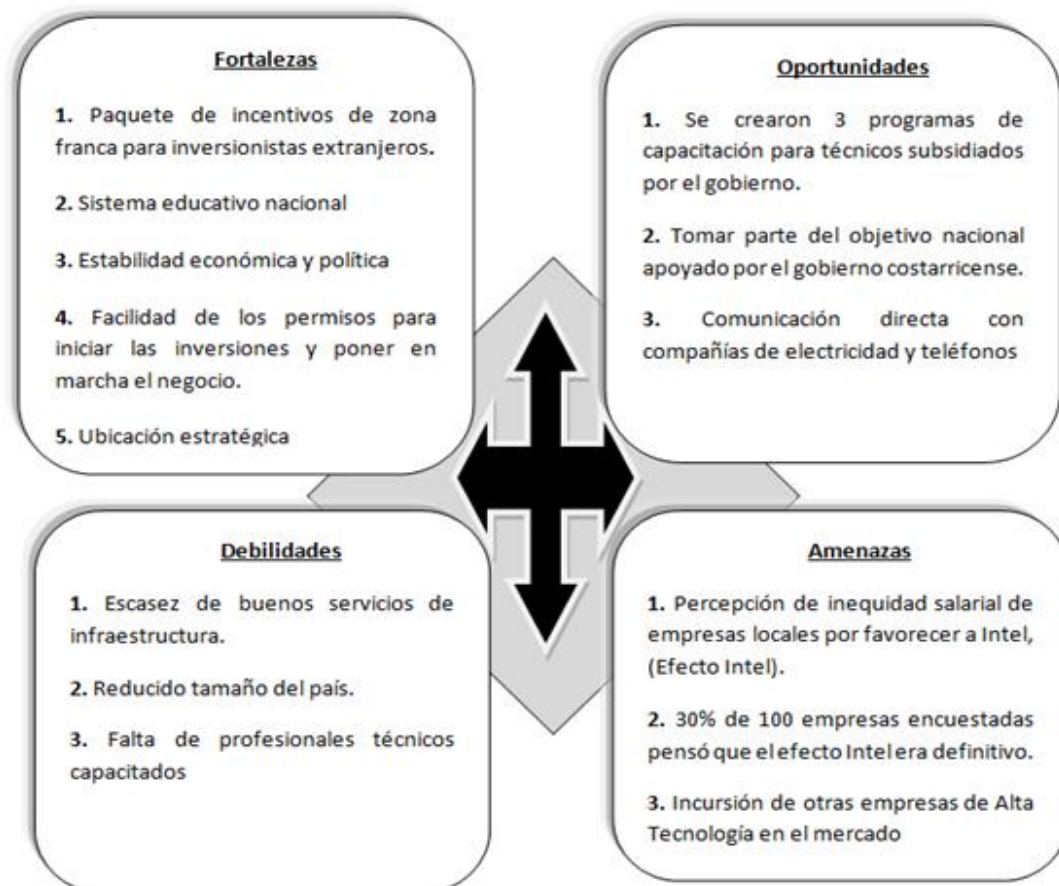 Fortalezas
1. Paquete de incentivos de zona
franca para inversionistas extranjeros.
2. Sistema educativo nacional
3. Estabilidad económica y política
4. Facilidad de los permisos para
iniciar las inversiones y poner en
marcha el negocio.
5. Ubicación estratégica
Oportunidades
1. Se crearon 3 programas de
capacitación para técnicos subsidiados
por el gobierno.
2. Tomar parte del objetivo nacional
apoyado por el gobierno costarricense.
3. Comunicación directa con
compañías de electricidad y teléfonos
Debilidades
1. Escasez de buenos servicios de
infraestructura.
2. Reducido tamaño del país.
3. Falta de profesionales técnicos
capacitados
Amenazas
1. Percepción de inequidad salarial de
empresas locales por favorecer a Intel,
(Efecto Intel).
2. 30% de 100 empresas encuestadas
pensó que el efecto Intel era definitivo.
3. Incursión de otras empresas de Alta
Tecnología en el mercado